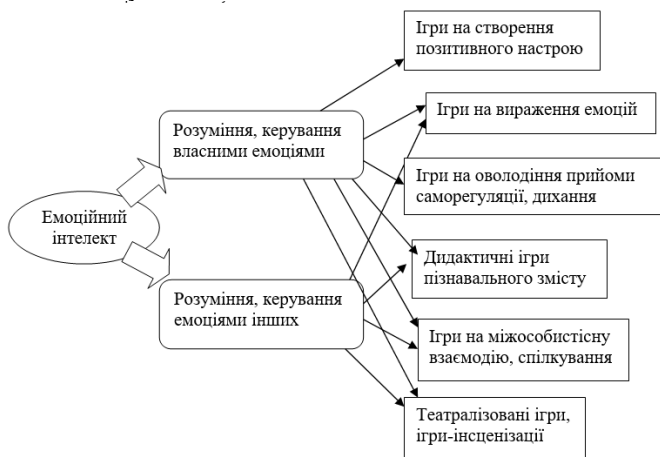 Ігри на створення
позитивного настрою
Ігри на вираження емоцій
Розуміння, керування
власними емоціями
Ігри на оволодіння прийоми
саморегуляції, дихання
Емоційний
інтелект
Дидактичні ігри
пізнавального змісту
Розуміння, керування
емоціями інших
Ігри на міжособистісну
взаємодію, спілкування
Театралізовані ігри,
ігри-інсценізації